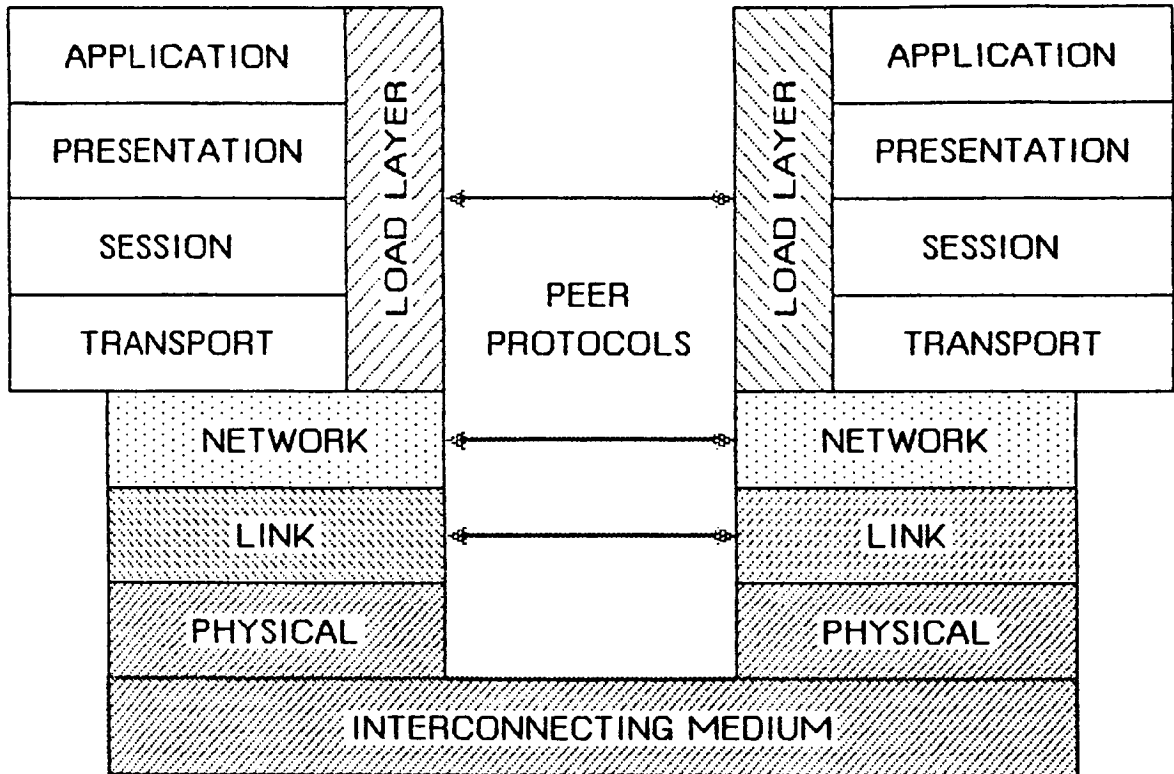 APPLICATION
PRESENTATION
SESSION
TRANSPORT
LOAD LAYER
NETWORK
LINK
PHYSICAL
PEER
PROTOCOLS
LOAD LAYER
APPLICATION
PRESENTATION
SESSION
TRANSPORT
NETWORK
LINK
PHYSICAL
INTERCONNECTING MEDIUM